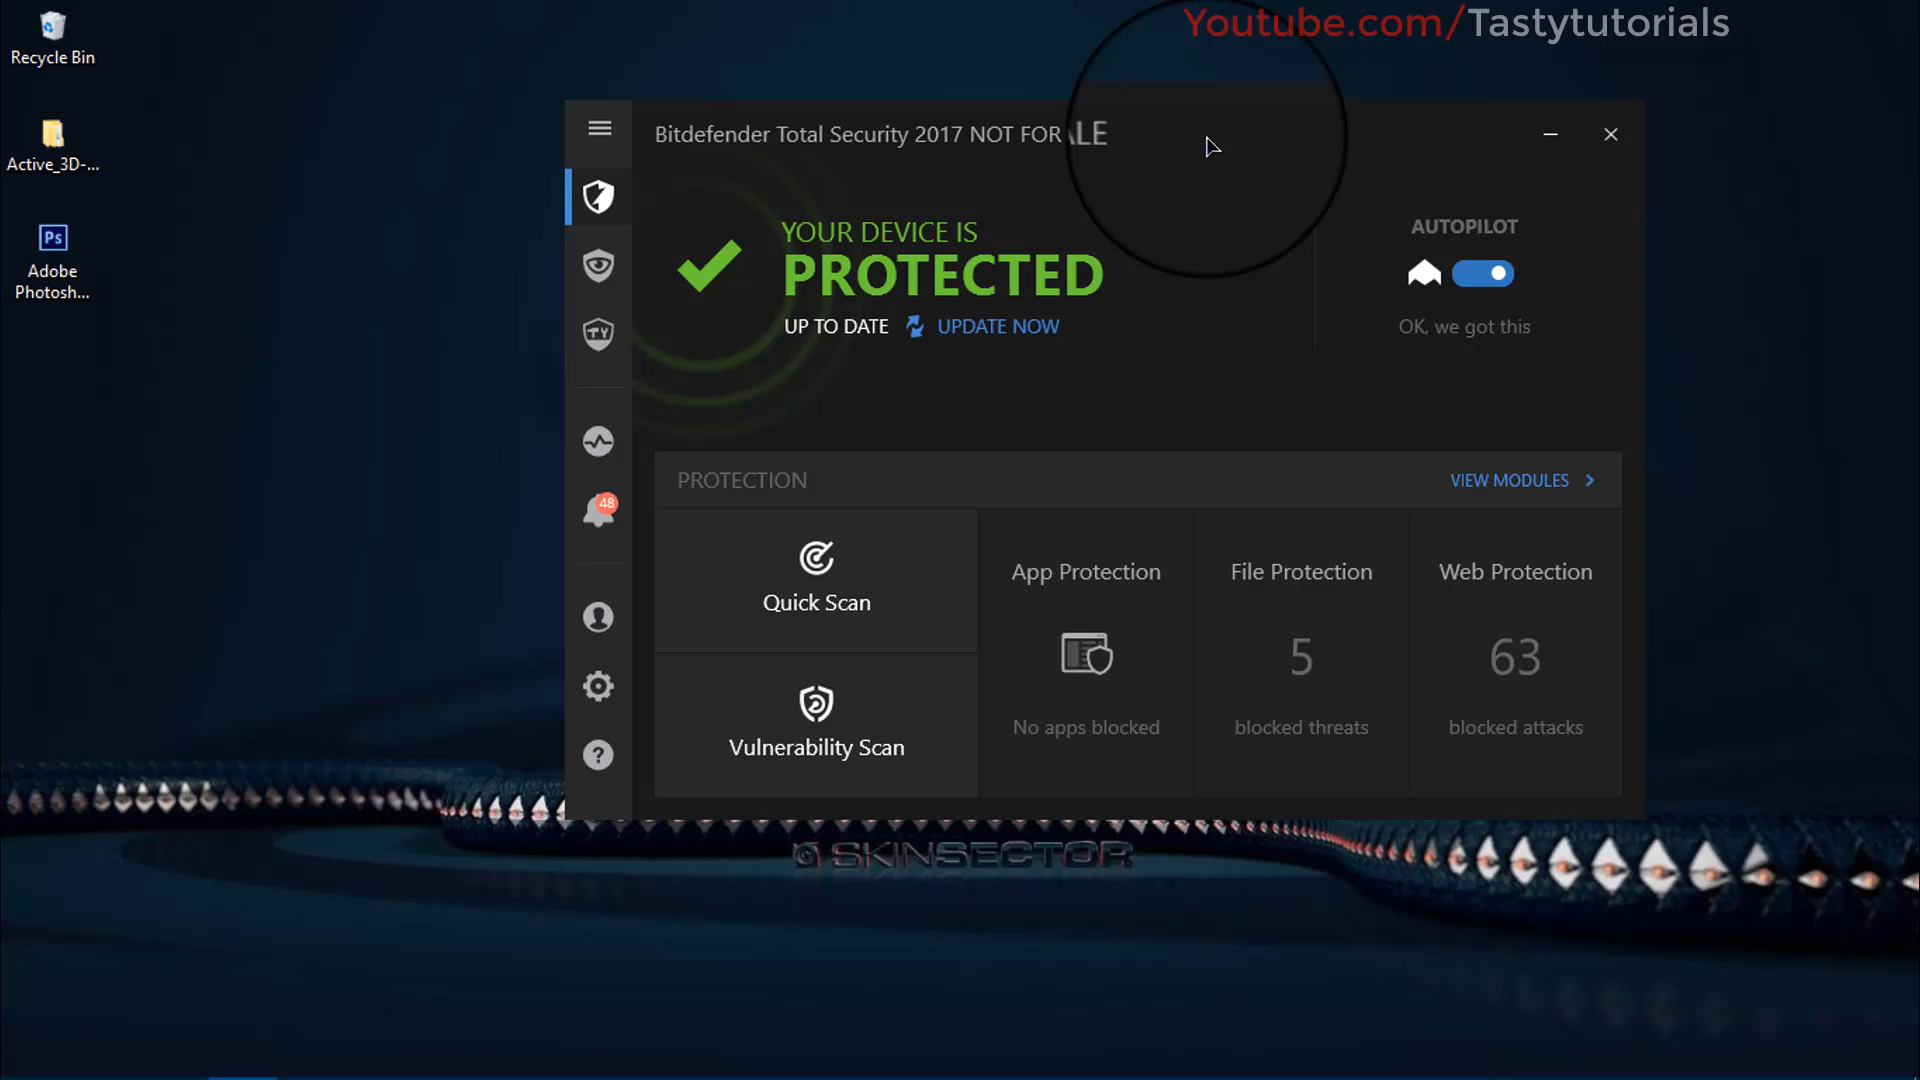 Youtube.com/Tastytutorials
Recycle Bin
Active_3D-...
Ps
Adobe
Photosh...
Bitdefender Total Security 2017 NOT FOR ALE
YOUR DEVICE IS
PROTECTED
UP TO DATE UPDATE NOW
AUTOPILOT
OK, we got this
48
PROTECTION
VIEW MODULES
Quick Scan
Vulnerability Scan
App Protection
No apps blocked
File Protection
5
blocked threats
Web Protection
63
blocked attacks
SKINSECTOR